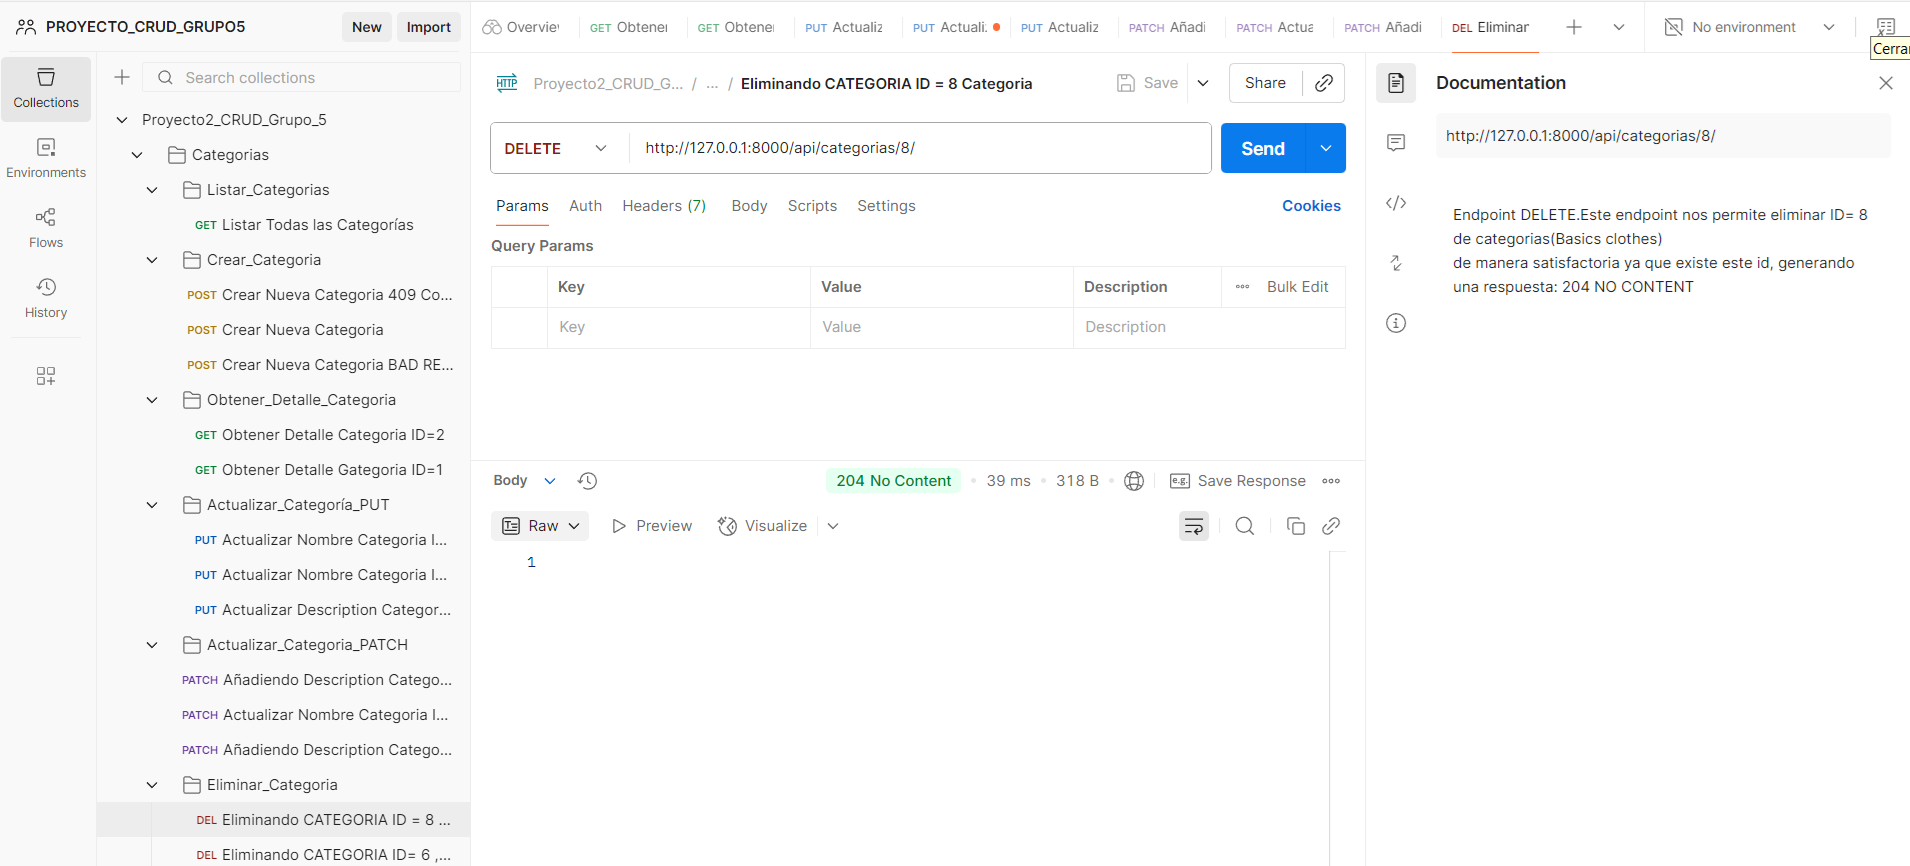 PROYECTO_CRUD_GRUPO5
New
Import
Overvie
GET Obtener
GET Obtener
PUT Actualiz
PUT Actuali:
PUT Actualiz
PATCH Añadi
PATCH Actua
PATCH Añadi
DEL Eliminar
No environment
Cerrar
Collections
Environments
Flows
History
Search collections
Proyecto2_CRUD_Grupo_5
Categorias
Listar_Categorias
GET Listar Todas las Categorías
Crear_Categoria
POST Crear Nueva Categoria 409 Co...
POST Crear Nueva Categoria
POST Crear Nueva Categoria BAD RE...
Obtener_Detalle_Categoria
GET Obtener Detalle Categoria ID=2
GET Obtener Detalle Gategoria ID=1
Actualizar_Categoría_PUT
PUT Actualizar Nombre Categoria I...
PUT Actualizar Nombre Categoria I...
PUT Actualizar Description Categor...
Actualizar_Categoria_PATCH
PATCH Añadiendo Description Catego...
PATCH Actualizar Nombre Categoria I...
PATCH Añadiendo Description Catego...
Eliminar_Categoria
DEL Eliminando CATEGORIA ID = 8 ...
DEL Eliminando CATEGORIA ID= 6 ,...
HTTP Proyecto2_CRUD_G... / ... / Eliminando CATEGORIA ID = 8 Categoria
Save
Share
DELETE http://127.0.0.1:8000/api/categorias/8/
Send
Params Auth Headers (7) Body Scripts Settings Cookies
Query Params
Key Value Description Bulk Edit
Key Value Description
Body 204 No Content 39 ms 318 B e.g. Save Response
Raw Preview Visualize
1
Documentation
http://127.0.0.1:8000/api/categorias/8/
Endpoint DELETE.Este endpoint nos permite eliminar ID= 8
de categorias(Basics clothes)
de manera satisfactoria ya que existe este id, generando
una respuesta: 204 NO CONTENT